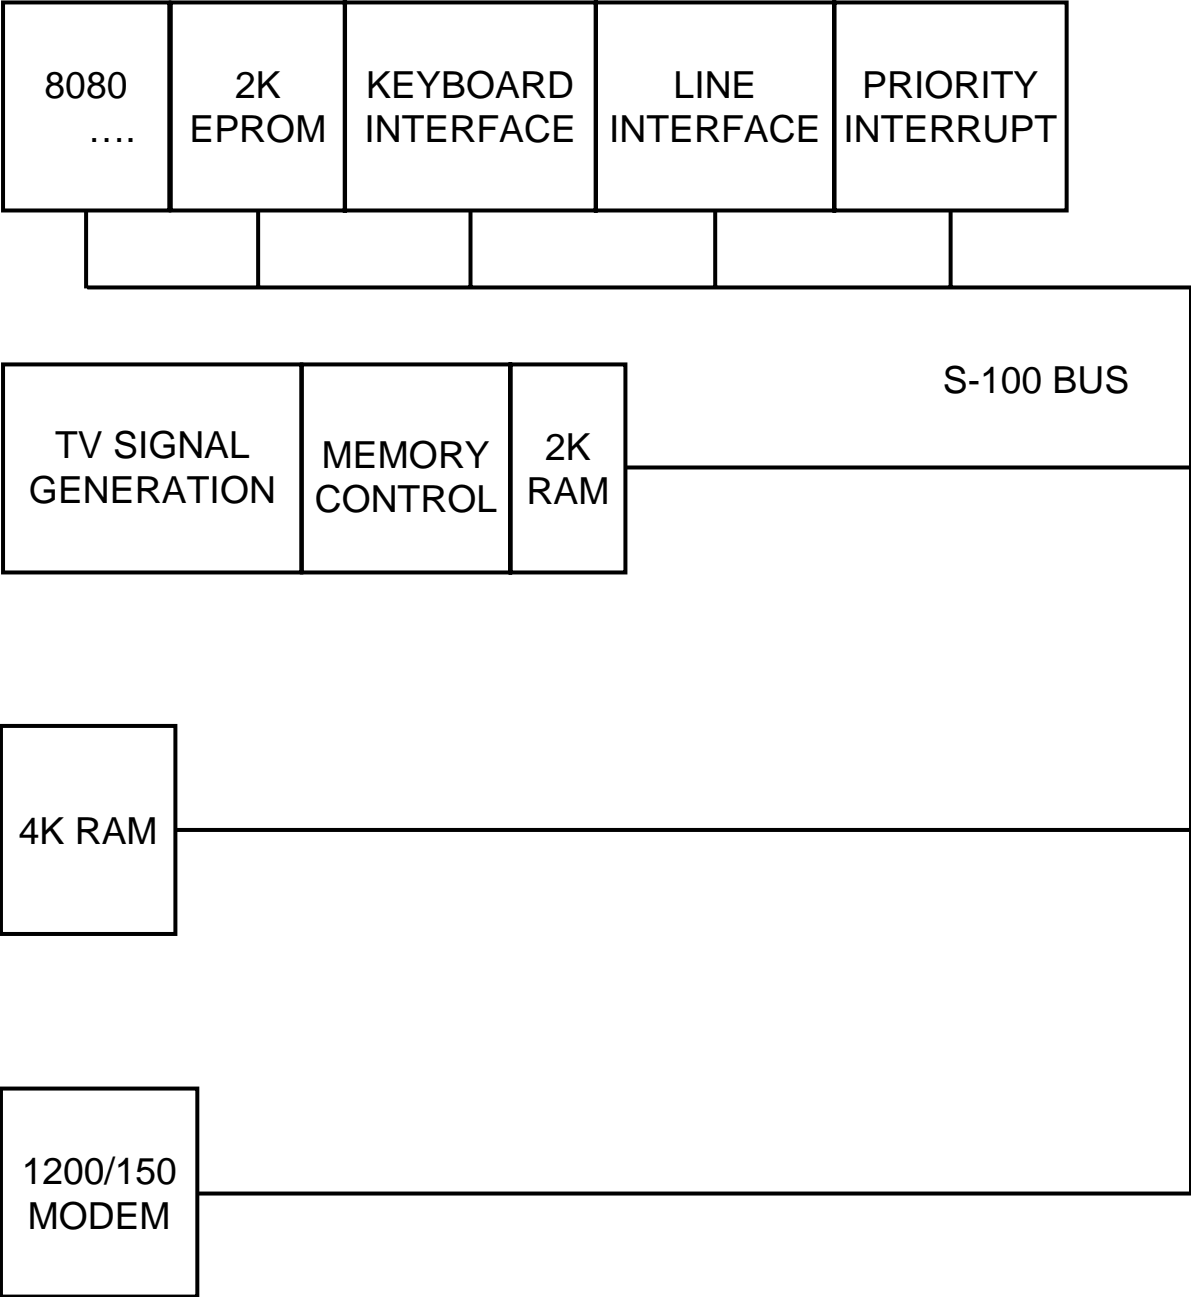 8080
....
2K
EPROM
KEYBOARD
INTERFACE
LINE
INTERFACE
PRIORITY
INTERRUPT
S-100 BUS
TV SIGNAL
GENERATION
MEMORY
CONTROL
2K
RAM
4K RAM
1200/150
MODEM